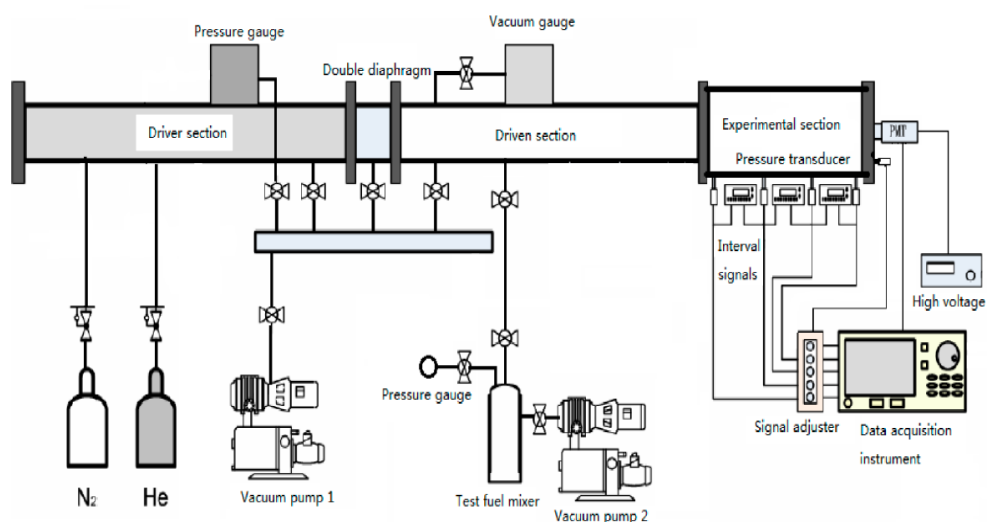 Pressure gauge
Vacuum gauge
Double diaphragm
Driver section
Driven section
Experimental section
PMT
Pressure transducer
Interval
signals
High voltage
Pressure gauge
Signal adjuster
Data acquisition
instrument
N₂
He
Vacuum pump 1
Test fuel mixer
Vacuum pump 2